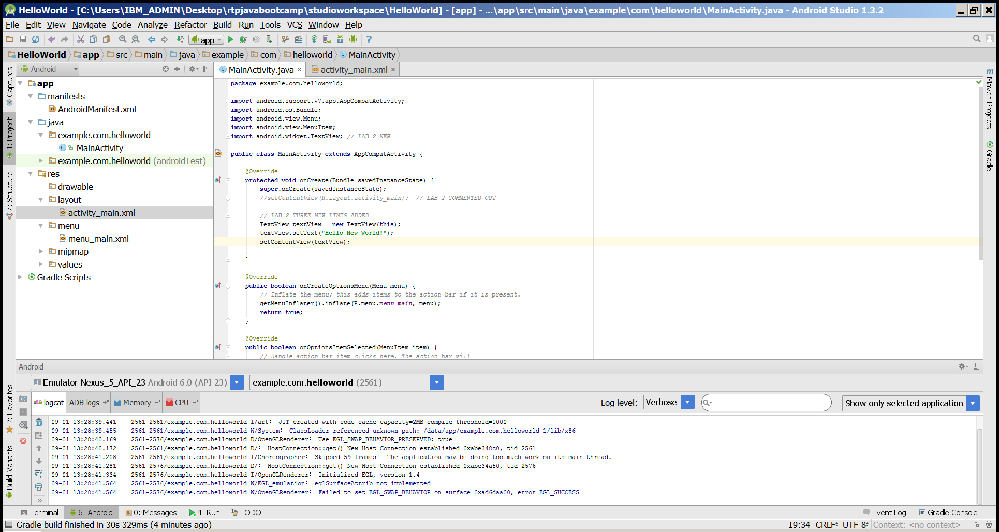 HelloWorld - [C:\Users\IBM_ADMIN\Desktop\rtpjavabootcamp\studioworkspace\HelloWorld] - [app] - ...\app\src\main\java\example\com\helloworld\MainActivity.java - Android Studio 1.3.2
File Edit View Navigate Code Analyze Refactor Build Run Tools VCS Window Help
app
HelloWorld app src main java example com helloworld MainActivity
Captures
1: Project
Z: Structure
2: Favorites
Build Variants
Android
app
manifests
AndroidManifest.xml
java
example.com.helloworld
MainActivity
example.com.helloworld (androidTest)
res
drawable
layout
activity_main.xml
menu
menu_main.xml
mipmap
values
Gradle Scripts
MainActivity.java × activity_main.xml ×
package example.com.helloworld;
import android.support.v7.app.AppCompatActivity;
import android.os.Bundle;
import android.view.Menu;
import android.view.MenuItem;
import android.widget.TextView; // LAB 2 NEW
public class MainActivity extends AppCompatActivity {
@Override
protected void onCreate(Bundle savedInstanceState) {
super.onCreate(savedInstanceState);
//setContentView(R.layout.activity_main); // LAB 2 COMMENTED OUT
// LAB 2 THREE NEW LINES ADDED
TextView textView = new TextView(this);
textView.setText("Hello New World!");
setContentView(textView);
}
@Override
public boolean onCreateOptionsMenu(Menu menu) {
// Inflate the menu; this adds items to the action bar if it is present.
getMenuInflater().inflate(R.menu.menu_main, menu);
return true;
}
@Override
public boolean onOptionsItemSelected(MenuItem item) {
// Handle action bar item clicks here. The action bar will
Maven Projects
Gradle
Android
Emulator Nexus_5_API_23 Android 6.0 (API 23) example.com.helloworld (2561)
logcat ADB logs Memory CPU Log level: Verbose Show only selected application
09-01 13:28:39.441 2561-2561/example.com.helloworld I/art: JIT created with code_cache_capacity=2MB compile_threshold=1000
09-01 13:28:39.455 2561-2561/example.com.helloworld W/System: ClassLoader referenced unknown path: /data/app/example.com.helloworld-1/lib/x86
09-01 13:28:40.169 2561-2576/example.com.helloworld D/OpenGLRenderer: Use EGL_SWAP_BEHAVIOR_PRESERVED: true
09-01 13:28:40.172 2561-2561/example.com.helloworld D/: HostConnection::get() New Host Connection established 0xabe348c0, tid 2561
09-01 13:28:41.208 2561-2561/example.com.helloworld I/Choreographer: Skipped 59 frames! The application may be doing too much work on its main thread.
09-01 13:28:41.281 2561-2576/example.com.helloworld D/: HostConnection::get() New Host Connection established 0xabe34a50, tid 2576
09-01 13:28:41.334 2561-2576/example.com.helloworld I/OpenGLRenderer: Initialized EGL, version 1.4
09-01 13:28:41.564 2561-2576/example.com.helloworld W/EGL_emulation: eglSurfaceAttrib not implemented
09-01 13:28:41.564 2561-2576/example.com.helloworld W/OpenGLRenderer: Failed to set EGL_SWAP_BEHAVIOR on surface 0xad6daa00, error=EGL_SUCCESS
Terminal 6: Android 0: Messages 4: Run TODO Event Log Gradle Console
Gradle build finished in 30s 329ms (4 minutes ago) 19:34 CRLF UTF-8 Context: <no context>